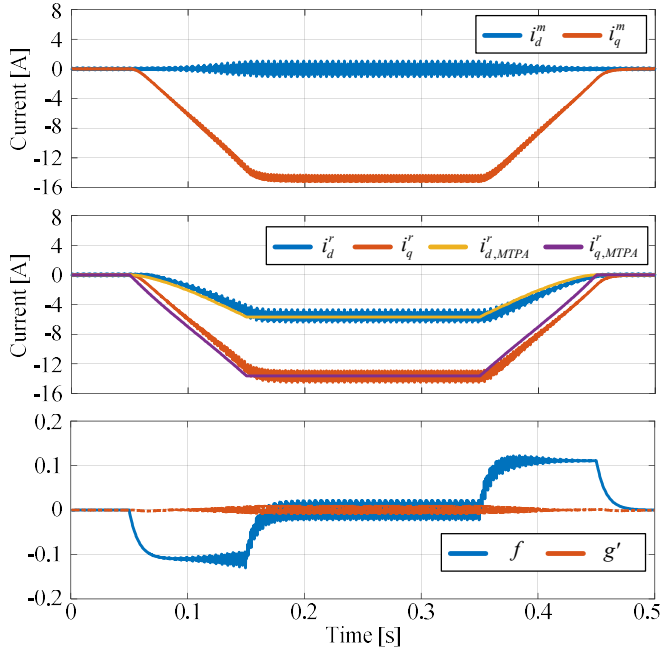 8
4
0
-4
-8
-12
-16
Current [A]
i_d^m i_q^m
8
4
0
-4
-8
-12
-16
Current [A]
i_d^r i_q^r i_{d,MTPA}^r i_{q,MTPA}^r
0.2
0.1
0
-0.1
-0.2
f g′
0 0.1 0.2 0.3 0.4 0.5
Time [s]